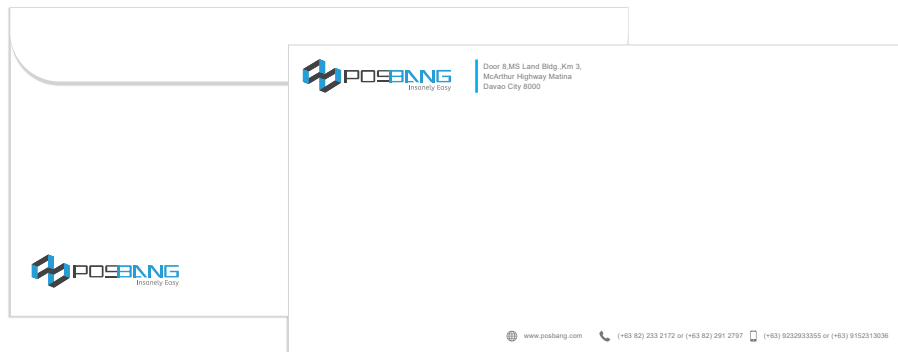 POSBANG
Insanely Easy
Door 8,MS Land Bldg.,Km 3,
McArthur Highway Matina
Davao City 8000
POSBANG
Insanely Easy
www.posbang.com (+63 82) 233 2172 or (+63 82) 291 2797 (+63) 9232933355 or (+63) 9152313036